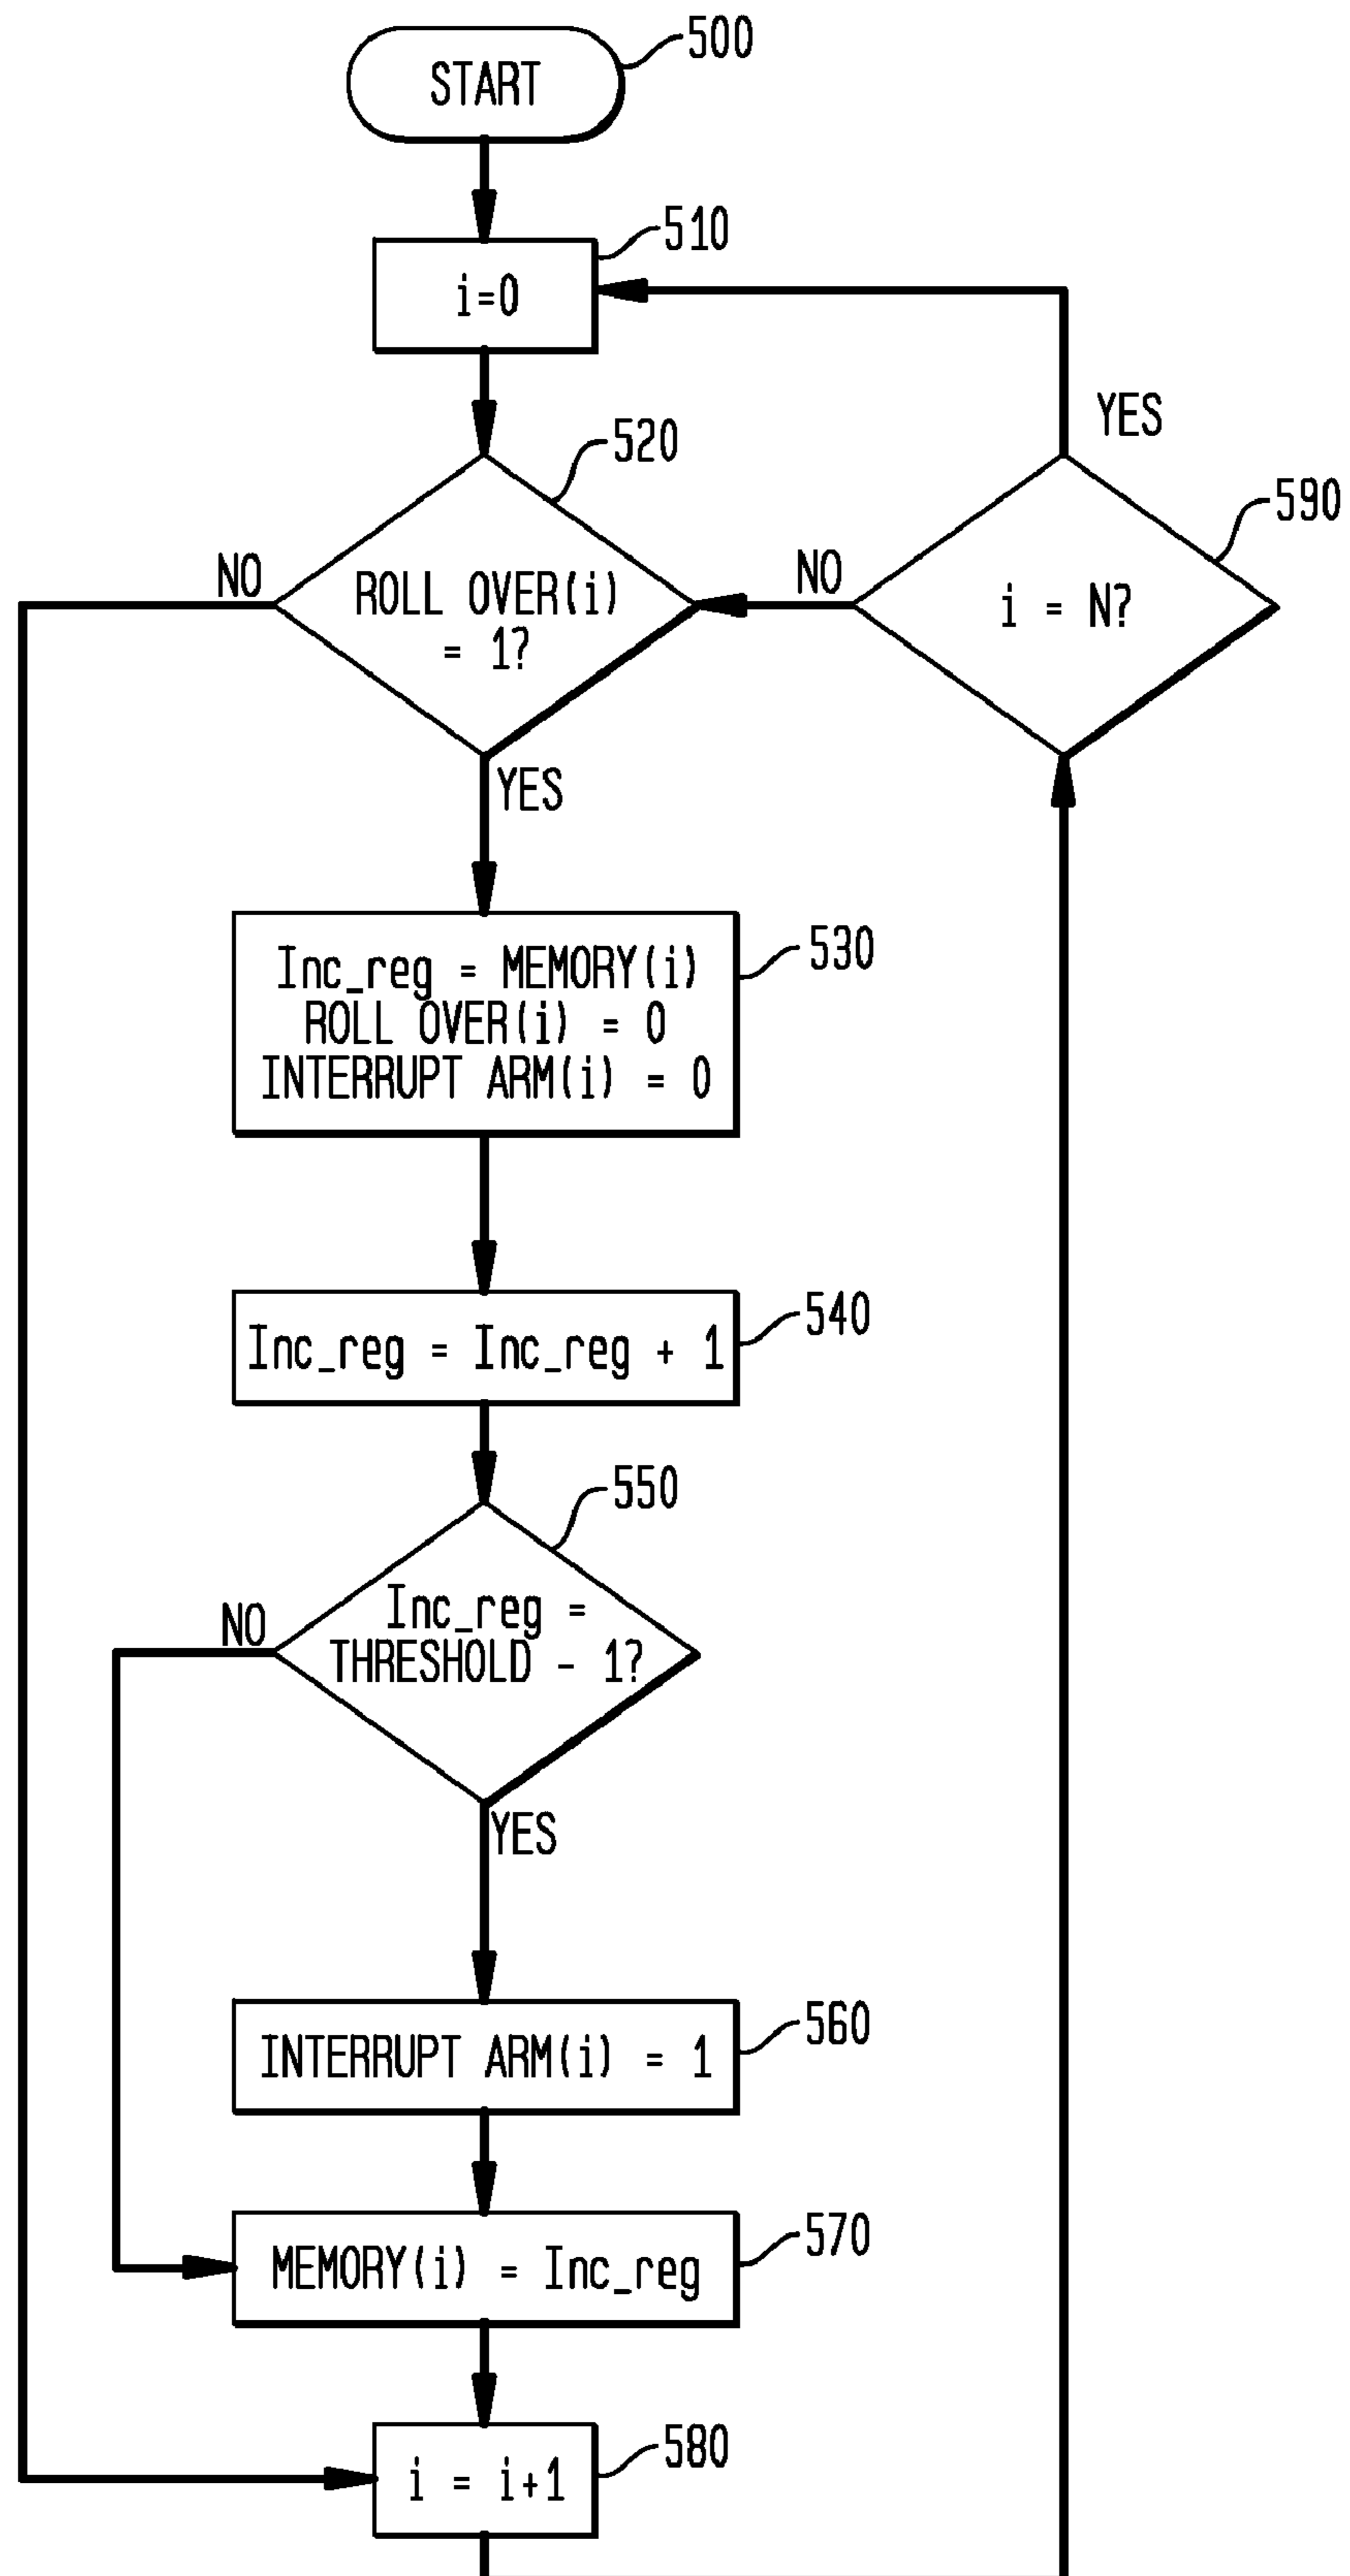 START
500
i=0
510
YES
520
590
NO
ROLL OVER(i)
= 1?
NO
i = N?
YES
Inc_reg = MEMORY(i)
ROLL OVER(i) = 0
INTERRUPT ARM(i) = 0
530
Inc_reg = Inc_reg + 1
540
550
NO
Inc_reg =
THRESHOLD - 1?
YES
INTERRUPT ARM(i) = 1
560
MEMORY(i) = Inc_reg
570
i = i+1
580